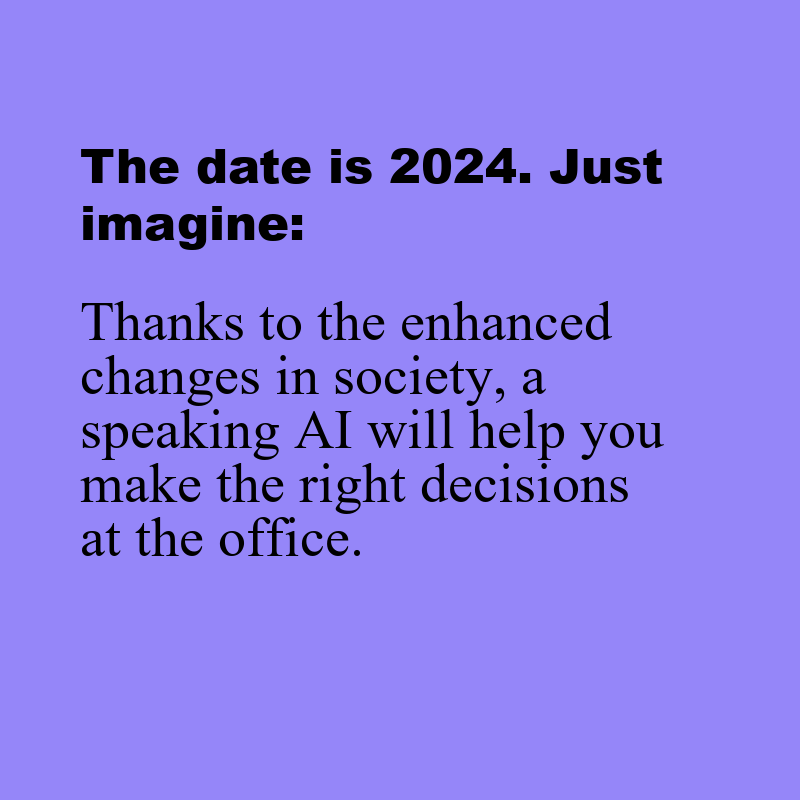 The date is 2024. Just
imagine:
Thanks to the enhanced
changes in society, a
speaking AI will help you
make the right decisions
at the office.